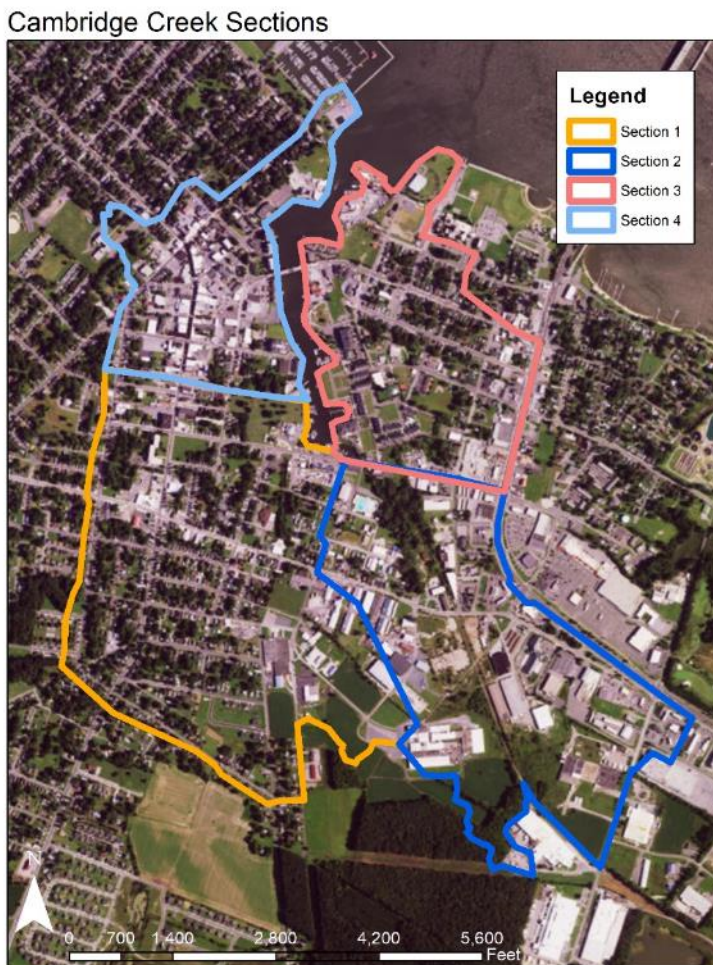 Cambridge Creek Sections
Legend
Section 1
Section 2
Section 3
Section 4
N
0 700 1,400 2,800 4,200 5,600
Feet